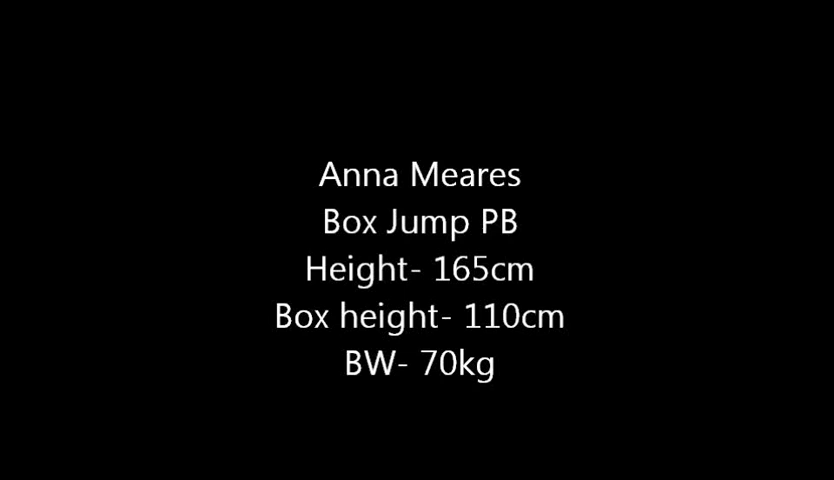 Anna Meares
Box Jump PB
Height- 165cm
Box height- 110cm
BW- 70kg